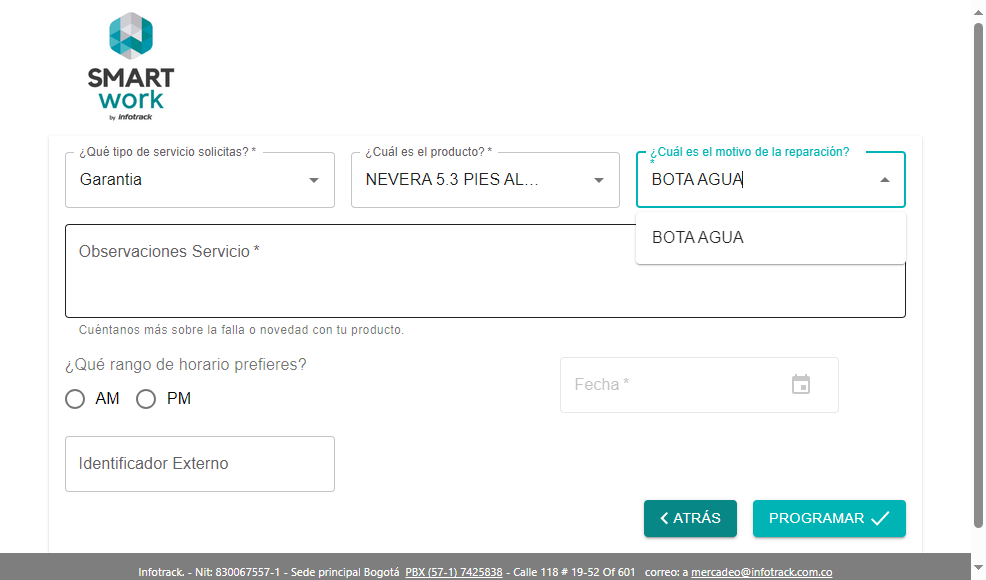 SMART
work
by infotrack
¿Qué tipo de servicio solicitas? *
Garantia
¿Cuál es el producto? *
NEVERA 5.3 PIES AL...
¿Cuál es el motivo de la reparación?
*
BOTA AGUA
BOTA AGUA
Observaciones Servicio *
Cuéntanos más sobre la falla o novedad con tu producto.
¿Qué rango de horario prefieres?
AM PM
Fecha *
Identificador Externo
ATRÁS
PROGRAMAR
Infotrack. - Nit: 830067557-1 - Sede principal Bogotá PBX (57-1) 7425838 - Calle 118 # 19-52 Of 601 correo: a mercadeo@infotrack.com.co